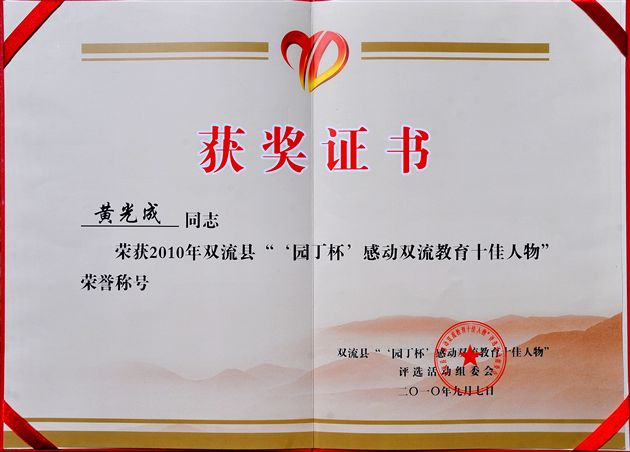 获奖证书
黄光成 同志
荣获2010年双流县“‘园丁杯’感动双流教育十佳人物”
荣誉称号
双流县“‘园丁杯’感动双流教育十佳人物”
评选活动组委会
二〇一〇年九月七日